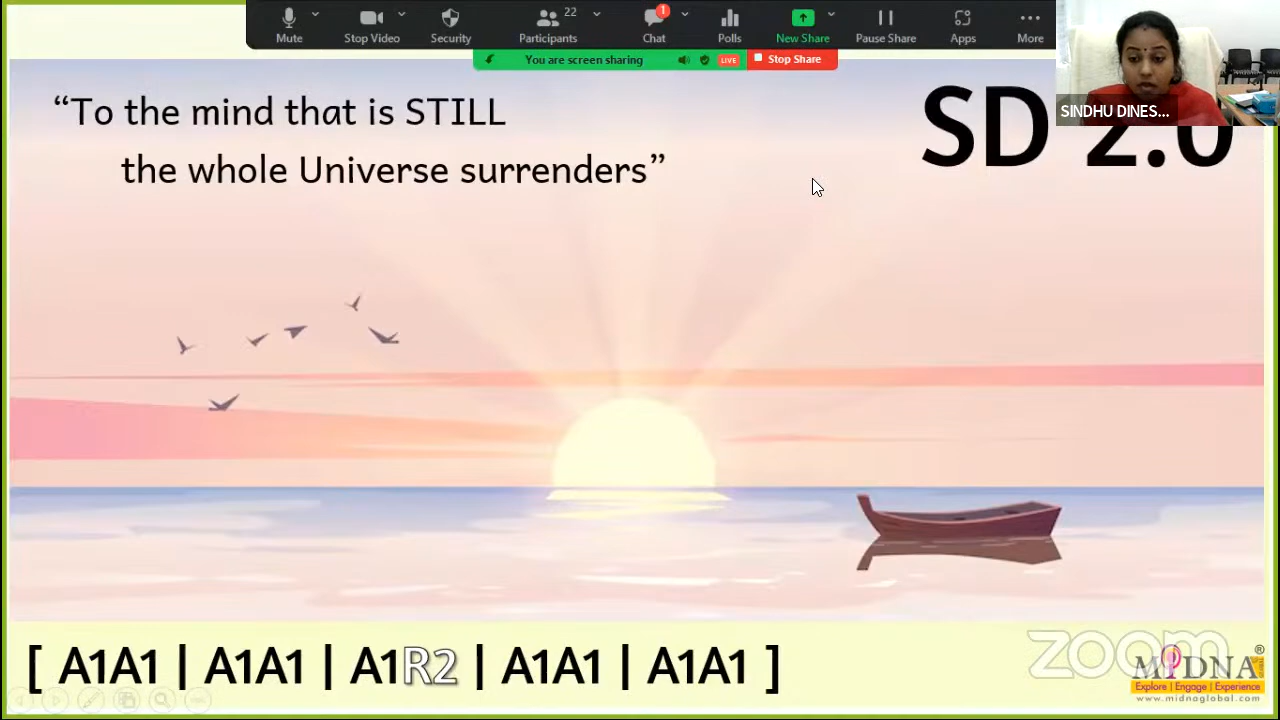 Mute
Stop Video
Security
22
Participants
1
Chat
Polls
New Share
Pause Share
Apps
More
You are screen sharing
LIVE
Stop Share
SINDHU DINES...
“To the mind that is STILL
the whole Universe surrenders”
SD 2.0
[ A1A1 | A1A1 | A1R2 | A1A1 | A1A1 ]
zoom
MIDNA
®
Explore | Engage | Experience
www.midnaglobal.com